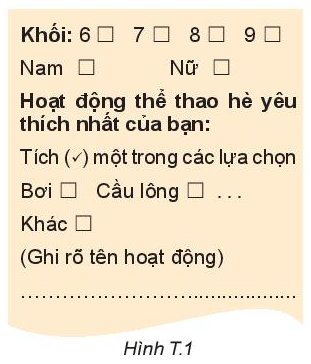 Khối: 6 □ 7 □ 8 □ 9 □
Nam □ Nữ □
Hoạt động thể thao hè yêu
thích nhất của bạn:
Tích (✓) một trong các lựa chọn
Bơi □ Cầu lông □ ...
Khác □
(Ghi rõ tên hoạt động)
................................................
Hình T.1